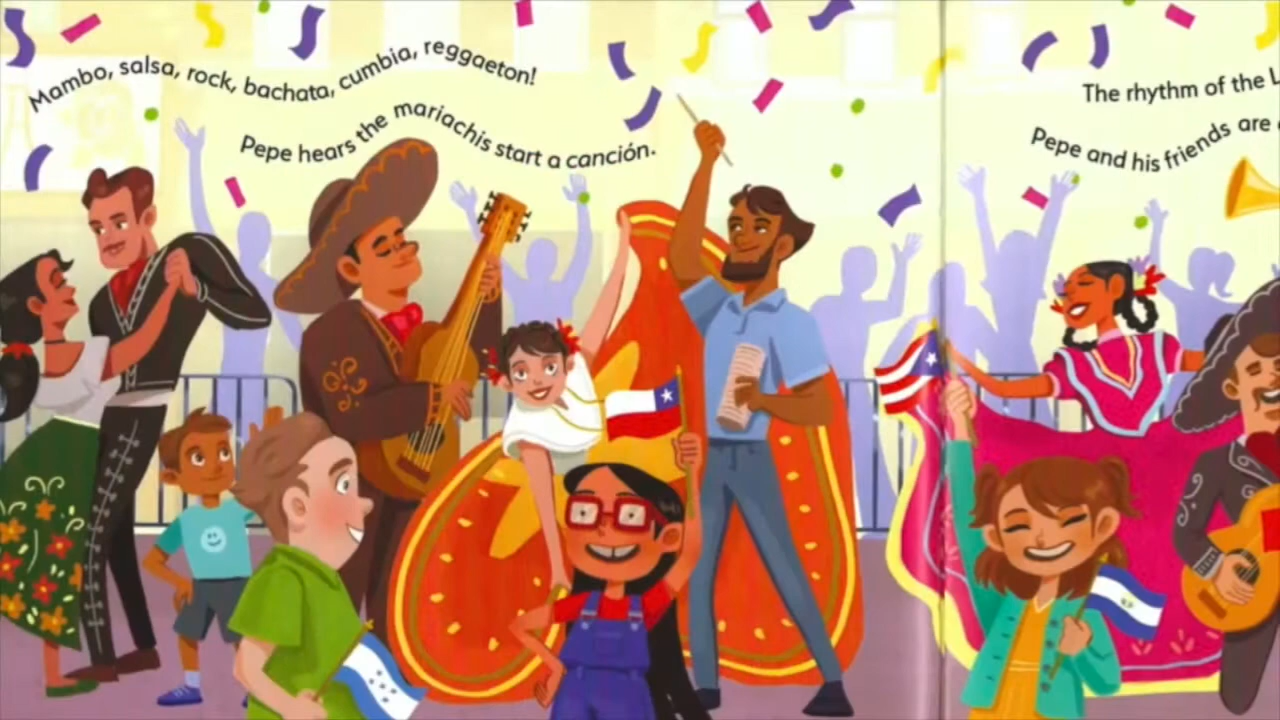 Mambo, salsa, rock, bachata, cumbia, reggaeton!
Pepe hears the mariachis start a canción.
The rhythm of the
Pepe and his friends are